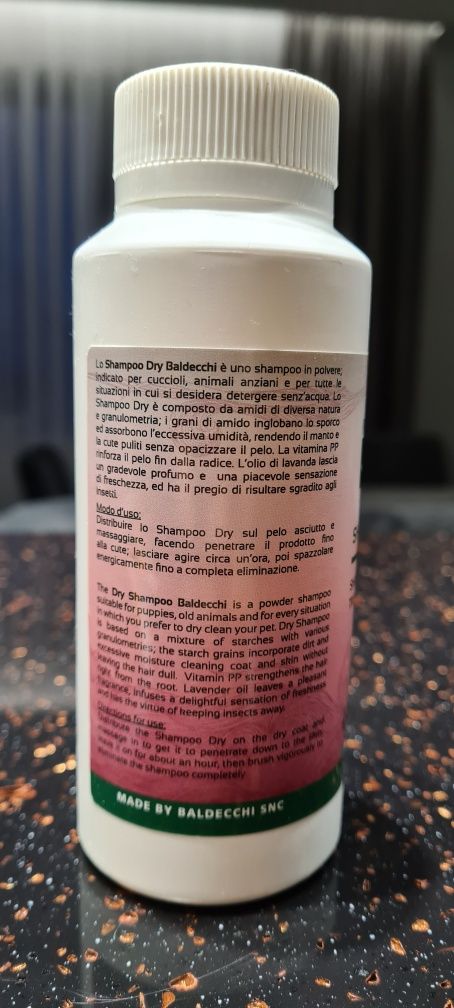 Lo Shampoo Dry Baldecchi è uno shampoo in polvere;
indicato per cuccioli, animali anziani e per tutte le
situazioni in cui si desidera detergere senz'acqua. Lo
Shampoo Dry è composto da amidi di diversa natura
e granulometria; i grani di amido inglobano lo sporco
ed assorbono l'eccessiva umidità, rendendo il manto e
la cute puliti senza opacizzare il pelo. La vitamina PP
rinforza il pelo fin dalla radice. L'olio di lavanda lascia
un gradevole profumo e una piacevole sensazione
di freschezza, ed ha il pregio di risultare sgradito agli
insetti.
Modo d'uso:
Distribuire lo Shampoo Dry sul pelo asciutto e
massaggiare, facendo penetrare il prodotto fino
alla cute; lasciare agire circa un'ora, poi spazzolare
energicamente fino a completa eliminazione.
The Dry Shampoo Baldecchi is a powder shampoo
suitable for puppies, old animals and for every situation
in which you prefer to dry clean your pet. Dry Shampoo
is based on a mixture of starches with various
granulometries; the starch grains incorporate dirt and
excessive moisture cleaning coat and skin without
leaving the hair dull. Vitamin PP strengthens the hair
right from the root. Lavender oil leaves a pleasant
fragrance, infuses a delightful sensation of freshness
and has the virtue of keeping insects away.
Directions for use:
Distribute the Shampoo Dry on the dry coat and
massage in to get it to penetrate down to the skin,
leave it on for about an hour, then brush vigorously to
eliminate the shampoo completely
MADE BY BALDECCHI SNC